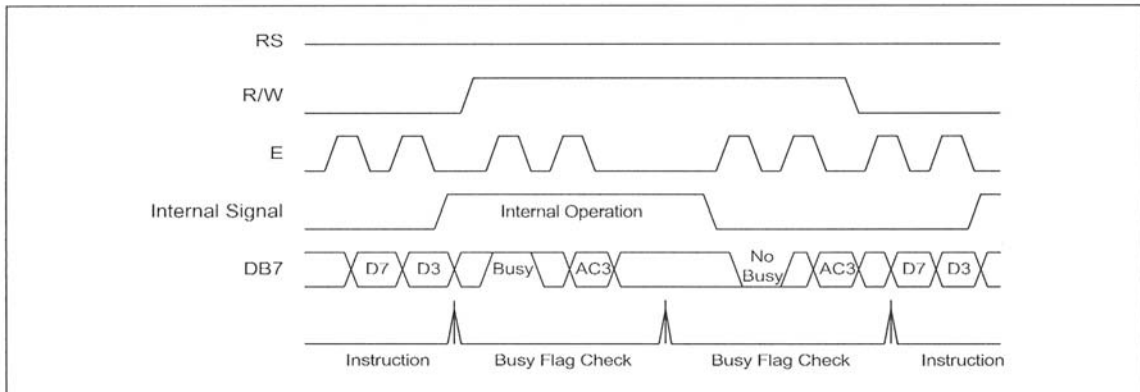 RS
R/W
E
Internal Signal
Internal Operation
DB7
D7 D3 Busy AC3 No Busy AC3 D7 D3
Instruction Busy Flag Check Busy Flag Check Instruction